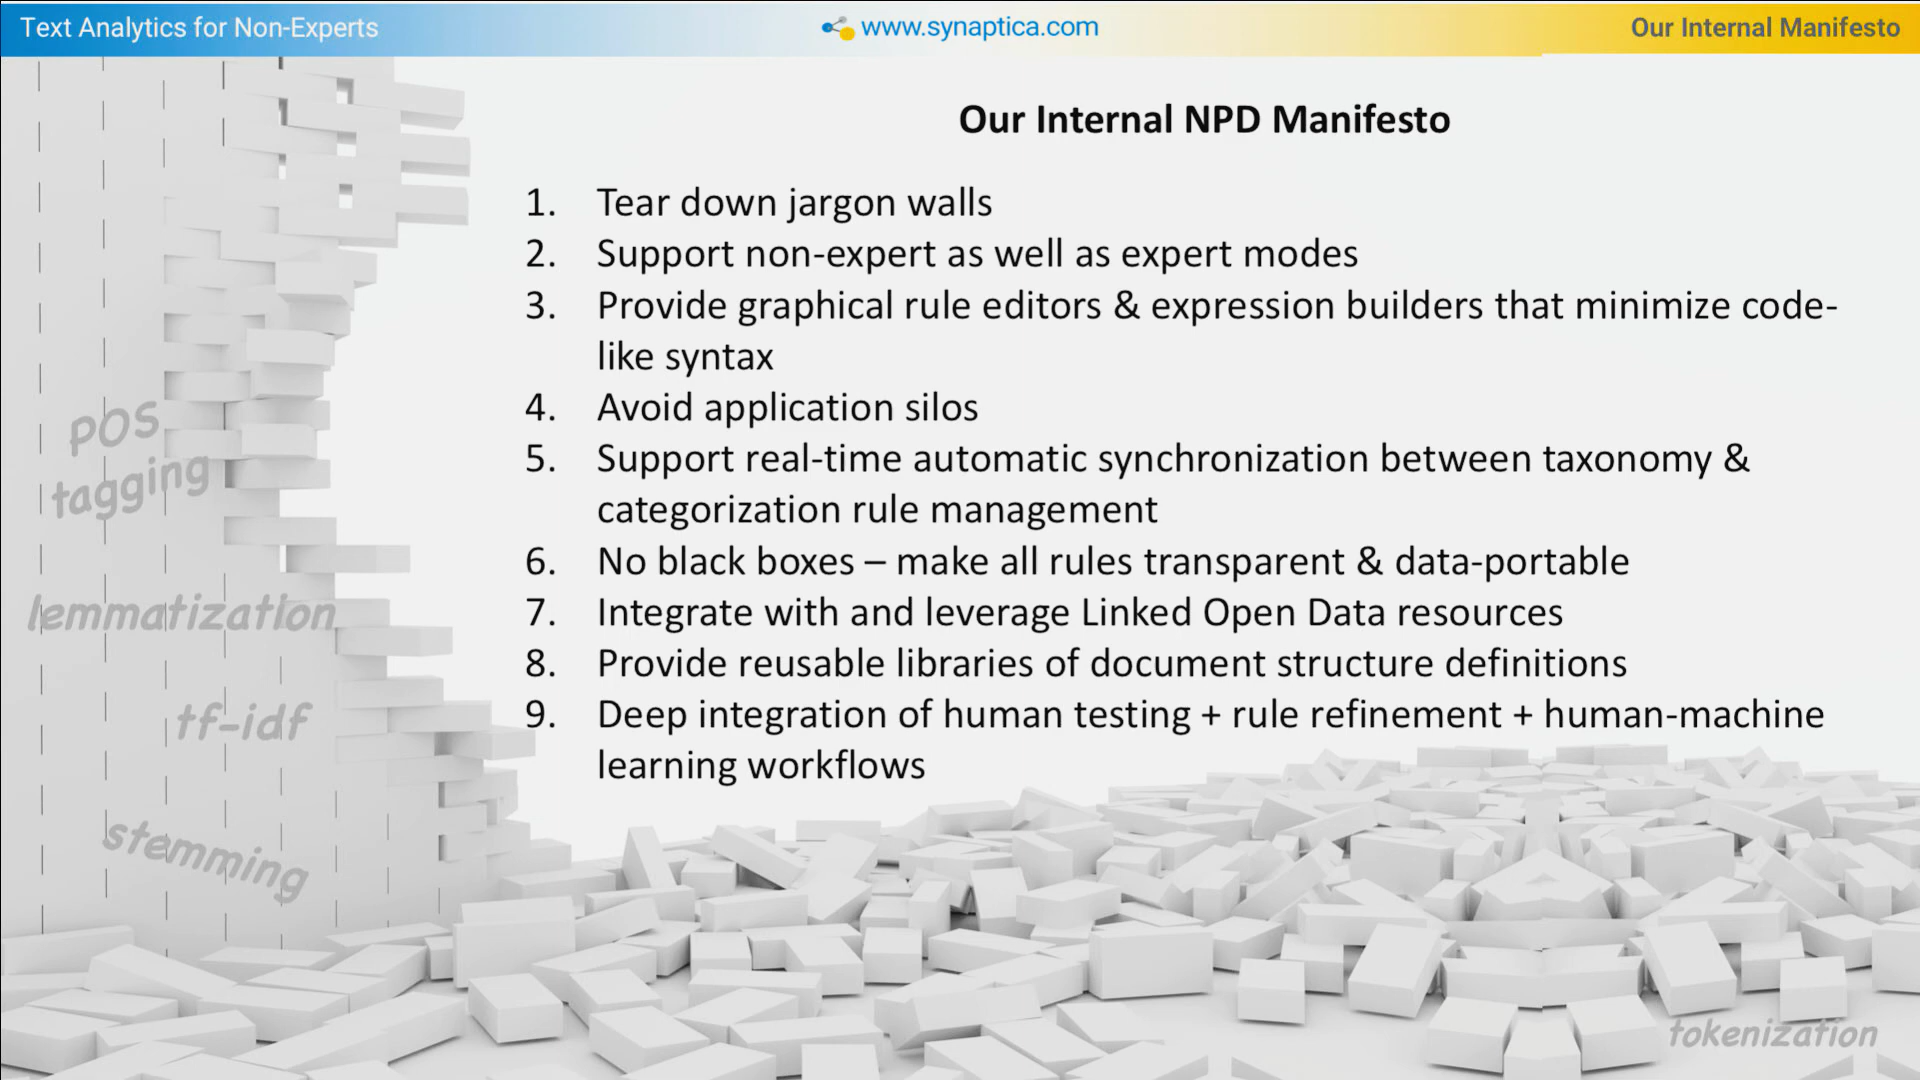 Text Analytics for Non-Experts
www.synaptica.com
Our Internal Manifesto
Our Internal NPD Manifesto
1. Tear down jargon walls
2. Support non-expert as well as expert modes
3. Provide graphical rule editors & expression builders that minimize code-
like syntax
4. Avoid application silos
5. Support real-time automatic synchronization between taxonomy &
categorization rule management
6. No black boxes – make all rules transparent & data-portable
7. Integrate with and leverage Linked Open Data resources
8. Provide reusable libraries of document structure definitions
9. Deep integration of human testing + rule refinement + human-machine
learning workflows
POS
tagging
lemmatization
tf-idf
stemming
tokenization